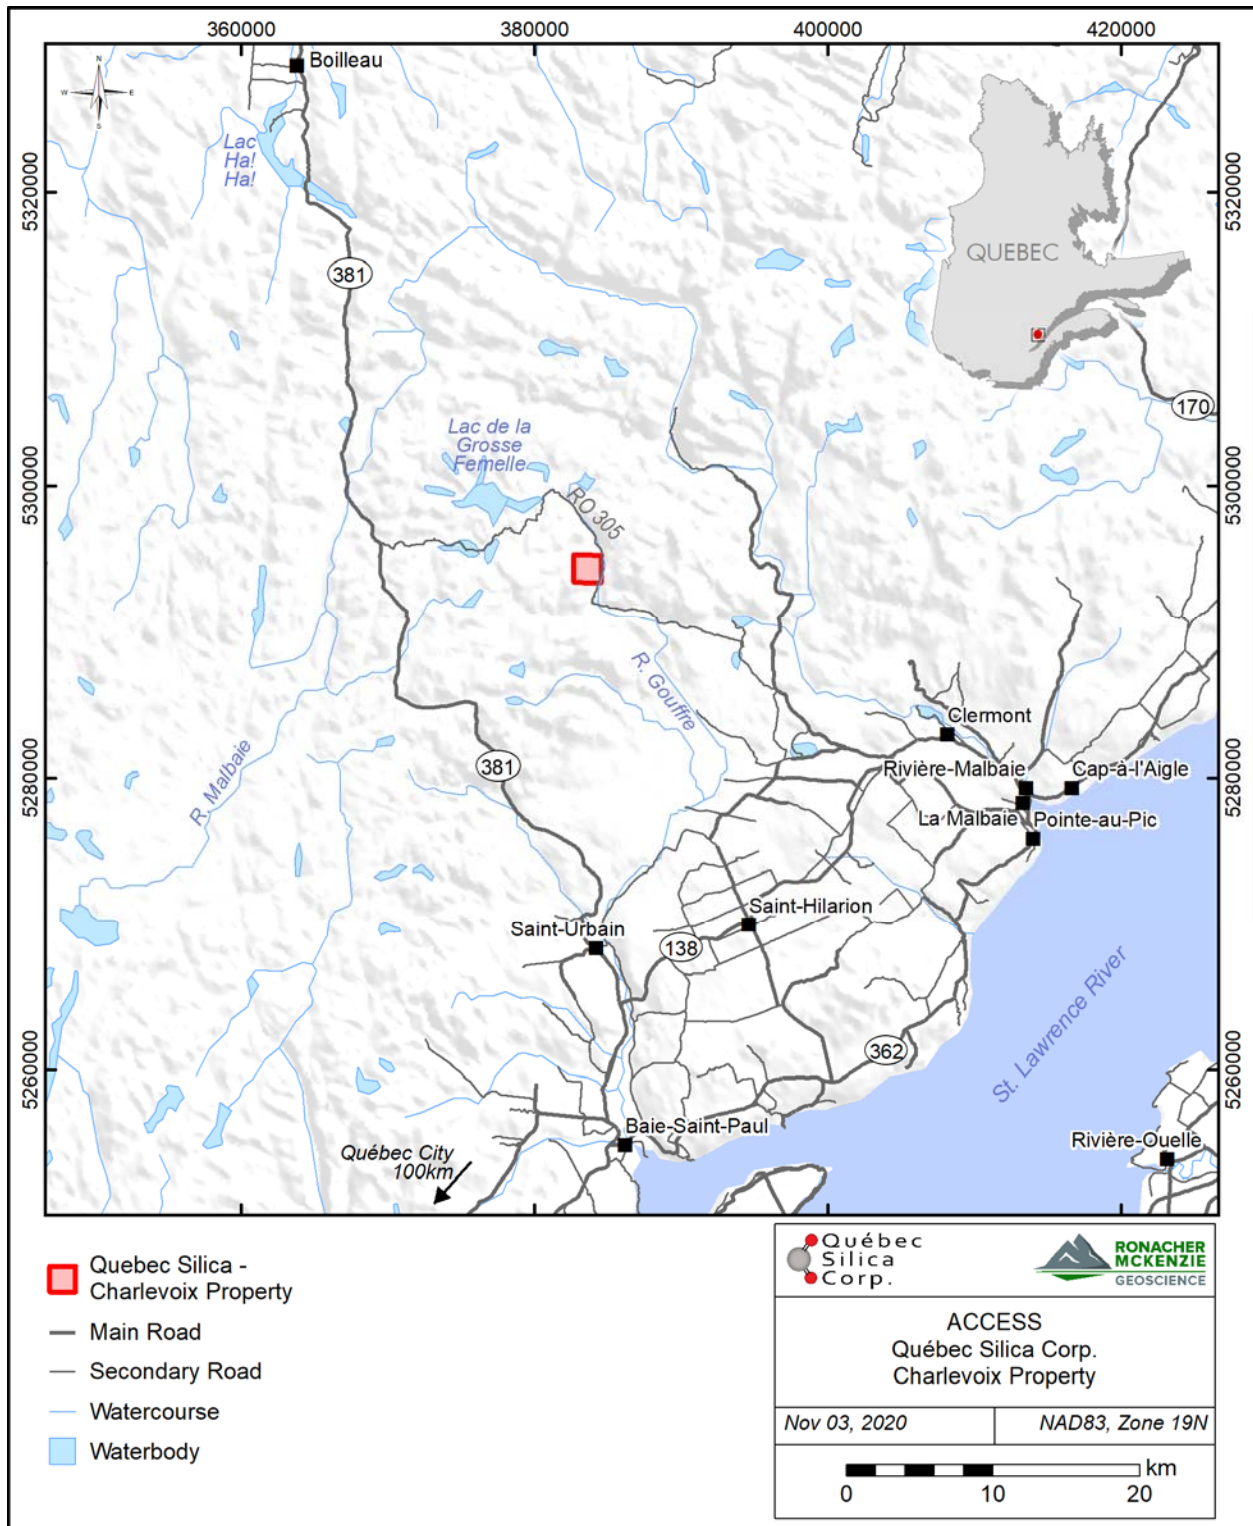 360000
380000
400000
420000
N
W
E
S
Boilleau
Lac
Ha!
Ha!
5320000
5320000
QUEBEC
381
170
Lac de la
Grosse
Femelle
5300000
5300000
RO 305
R. Gouffre
Clermont
R. Malbaie
381
Rivière-Malbaie
Cap-à-l'Aigle
5280000
5280000
La Malbaie
Pointe-au-Pic
Saint-Hilarion
Saint-Urbain
138
St. Lawrence River
362
5260000
5260000
Baie-Saint-Paul
Rivière-Ouelle
Québec City
100km
Quebec Silica -
Charlevoix Property
Main Road
Secondary Road
Watercourse
Waterbody
Québec
Silica
Corp.
RONACHER
MCKENZIE
GEOSCIENCE
ACCESS
Québec Silica Corp.
Charlevoix Property
Nov 03, 2020
NAD83, Zone 19N
km
0 10 20